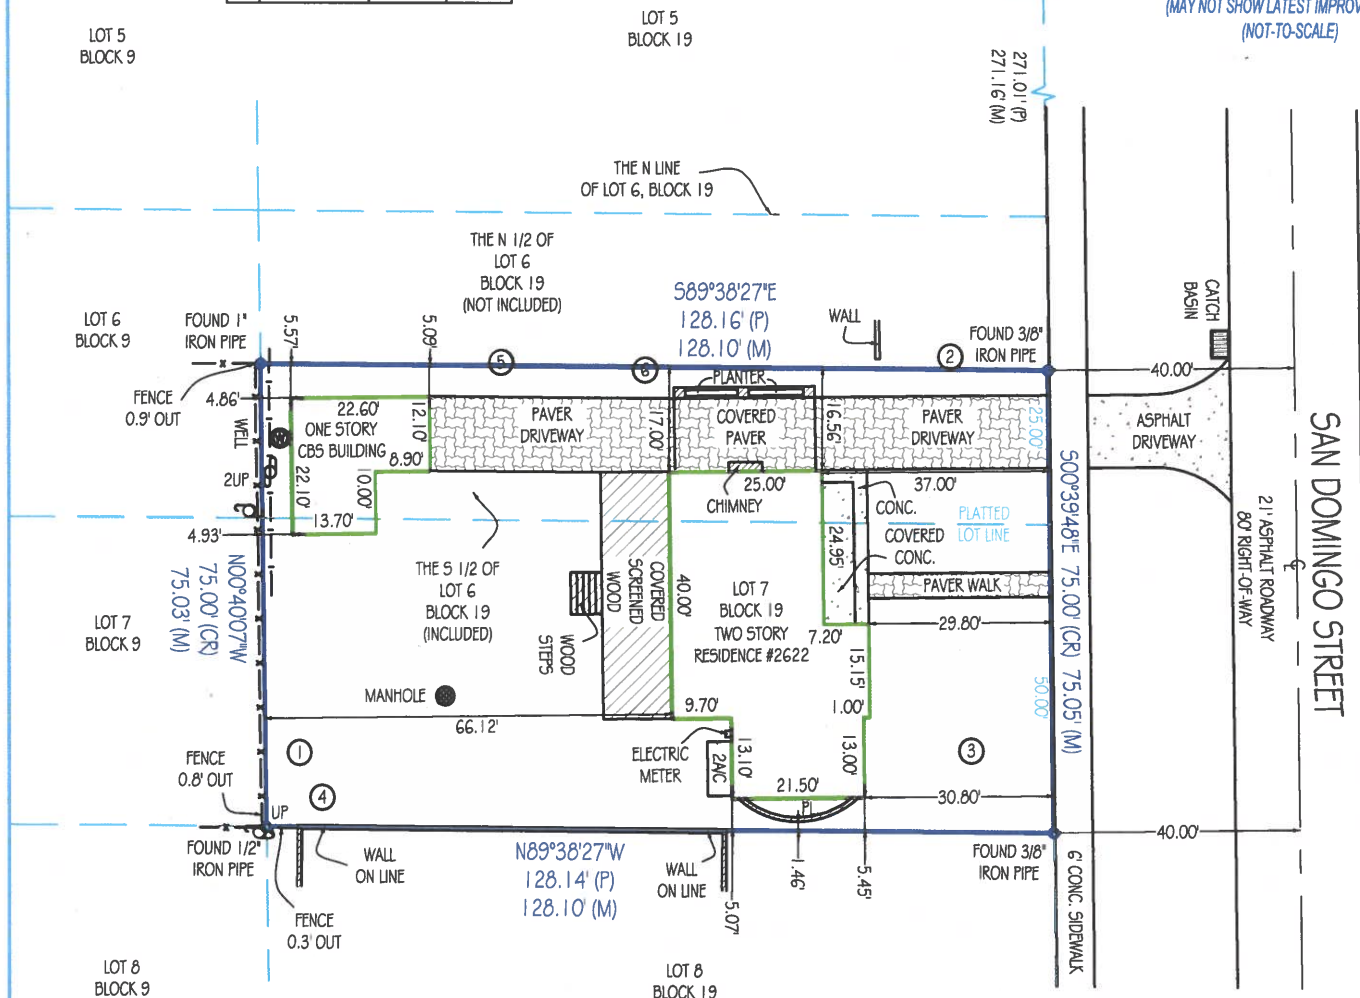 (MAY NOT SHOW LATEST IMPROV
(NOT-TO-SCALE)
LOT 5
BLOCK 9
LOT 5
BLOCK 19
271.01' (P)
271.16' (M)
THE N LINE
OF LOT 6, BLOCK 19
THE N 1/2 OF
LOT 6
BLOCK 19
(NOT INCLUDED)
S89°38'27"E
128.16' (P)
128.10' (M)
WALL
CATCH
BASIN
LOT 6
BLOCK 9
FOUND 1"
IRON PIPE
5.57'
5.09'
FOUND 3/8"
IRON PIPE
2
5
6
40.00'
FENCE
0.9' OUT
4.86'
PLANTER
22.60'
ONE STORY
CBS BUILDING
12.10'
8.90'
PAVER
DRIVEWAY
17.00'
COVERED
PAVER
16.56'
PAVER
DRIVEWAY
25.00'
ASPHALT
DRIVEWAY
WELL
2UP
22.10'
10.00'
13.70'
4.93'
CHIMNEY
25.00'
37.00'
CONC.
COVERED
CONC.
PLATTED
LOT LINE
24.95'
S00°39'48"E 75.00' (CR) 75.05' (M)
21' ASPHALT ROADWAY
80' RIGHT-OF-WAY
SAN DOMINGO STREET
THE S 1/2 OF
LOT 6
BLOCK 19
(INCLUDED)
COVERED
SCREENED
WOOD
40.00'
LOT 7
BLOCK 19
TWO STORY
RESIDENCE #2622
PAVER WALK
29.80'
7.20'
15.15'
1.00'
LOT 7
BLOCK 9
N00°40'07"W
75.00' (CR)
75.03' (M)
WOOD
STEPS
MANHOLE
66.12'
9.70'
50.00'
ELECTRIC
METER
2A/C
13.10'
13.00'
21.50'
PL
30.80'
3
1
4
FENCE
0.8' OUT
UP
40.00'
FOUND 1/2"
IRON PIPE
WALL
ON LINE
N89°38'27"W
128.14' (P)
128.10' (M)
WALL
ON LINE
5.07'
1.46'
5.45'
FOUND 3/8"
IRON PIPE
6' CONC. SIDEWALK
FENCE
0.3' OUT
LOT 8
BLOCK 9
LOT 8
BLOCK 19